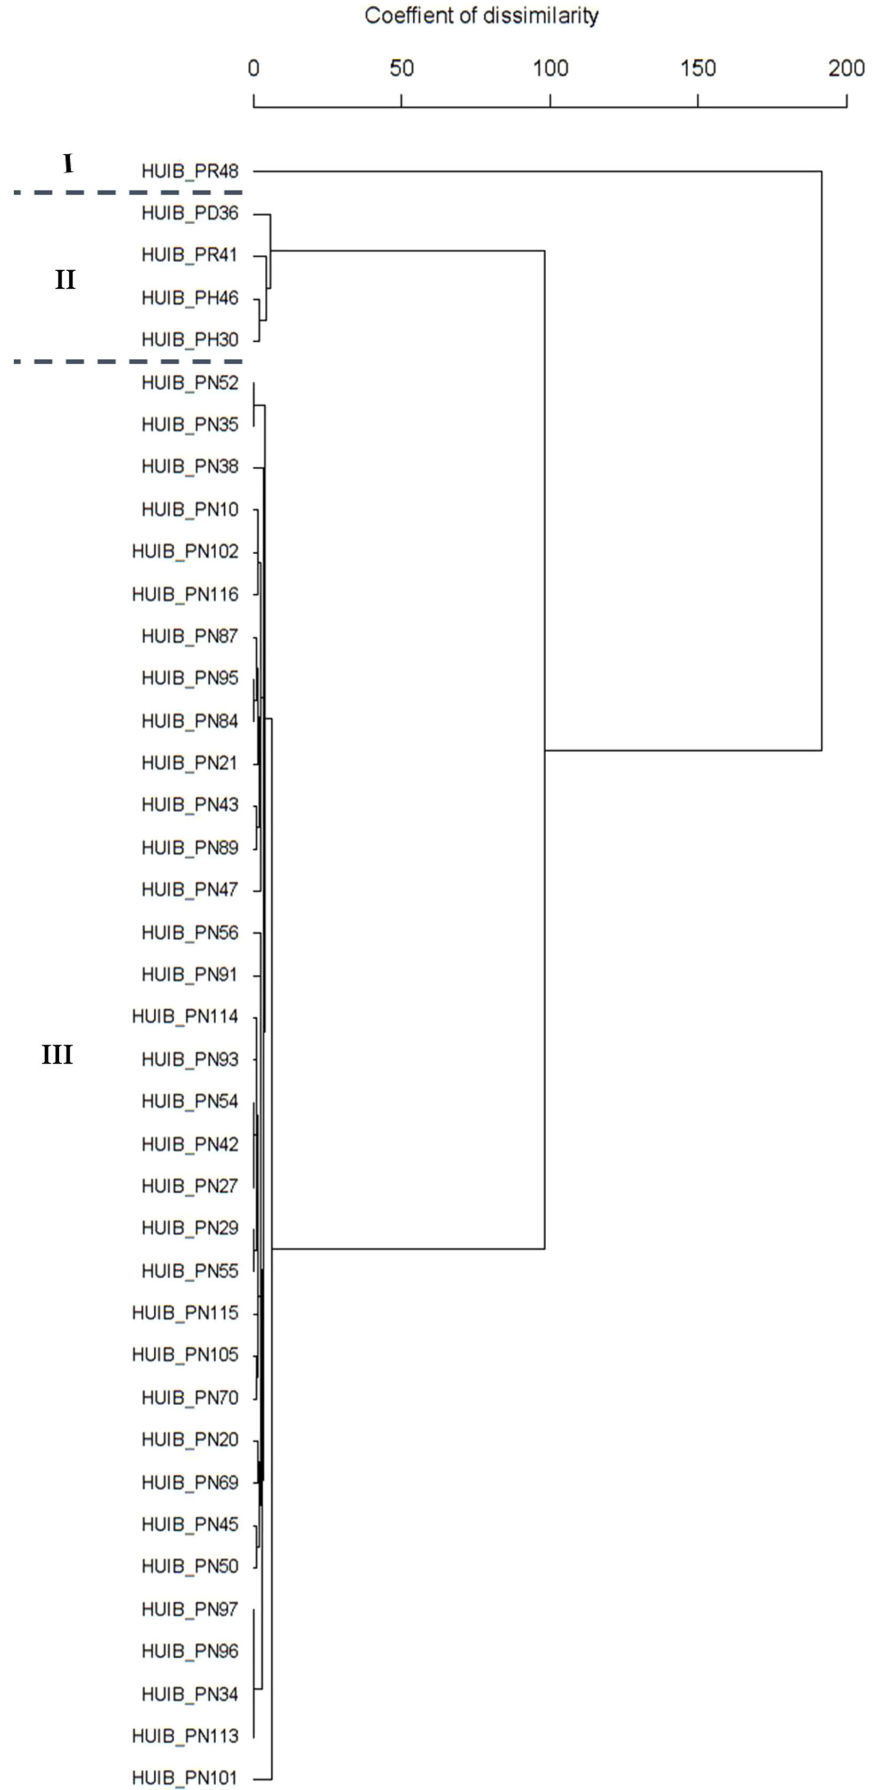 Coeffient of dissimilarity
0 50 100 150 200
I
HUIB_PR48
HUIB_PD36
HUIB_PR41
II
HUIB_PH46
HUIB_PH30
HUIB_PN52
HUIB_PN35
HUIB_PN38
HUIB_PN10
HUIB_PN102
HUIB_PN116
HUIB_PN87
HUIB_PN95
HUIB_PN84
HUIB_PN21
HUIB_PN43
HUIB_PN89
HUIB_PN47
HUIB_PN56
HUIB_PN91
HUIB_PN114
III
HUIB_PN93
HUIB_PN54
HUIB_PN42
HUIB_PN27
HUIB_PN29
HUIB_PN55
HUIB_PN115
HUIB_PN105
HUIB_PN70
HUIB_PN20
HUIB_PN69
HUIB_PN45
HUIB_PN50
HUIB_PN97
HUIB_PN96
HUIB_PN34
HUIB_PN113
HUIB_PN101